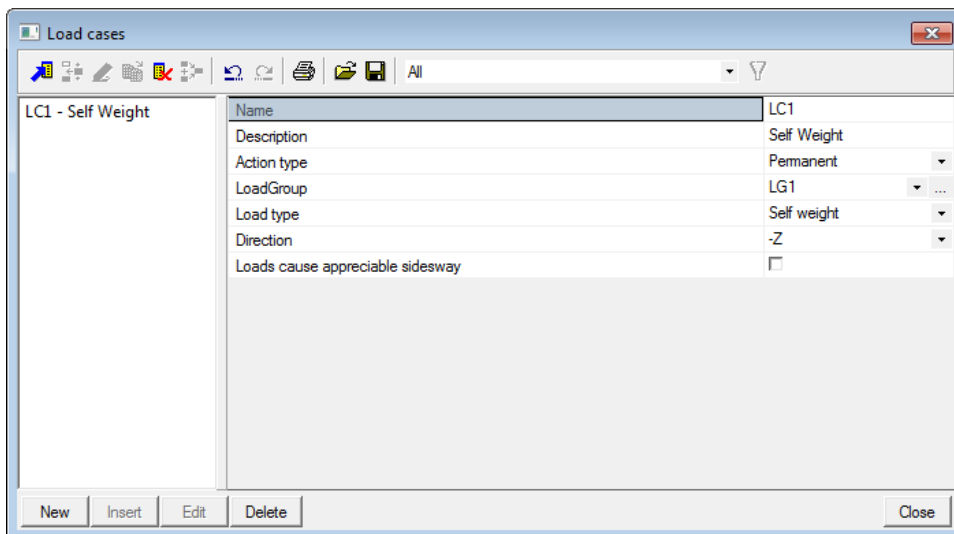 Load cases
All
LC1 - Self Weight
Name LC1
Description Self Weight
Action type Permanent
LoadGroup LG1 ...
Load type Self weight
Direction -Z
Loads cause appreciable sidesway
New Insert Edit Delete Close